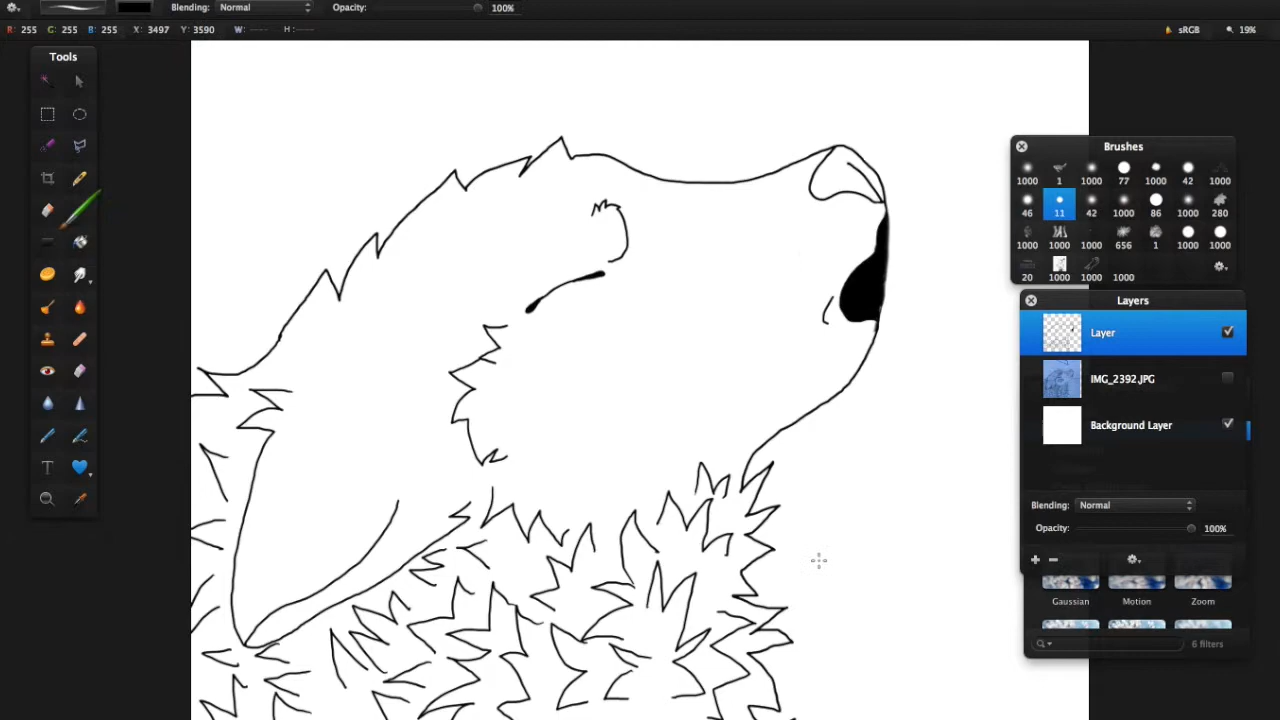 Blending: Normal Opacity: 100%
R: 255 G: 255 B: 255 X: 3497 Y: 3590 W: H: sRGB 19%
Tools
Brushes
1000 1 1000 77 1000 42 1000
46 11 42 1000 86 1000 280
1000 1000 1000 656 1 1000 1000
20 1000 1000 1000
Layers
Layer
IMG_2392.JPG
Background Layer
Blending: Normal
Opacity: 100%
Gaussian Motion Zoom
6 filters